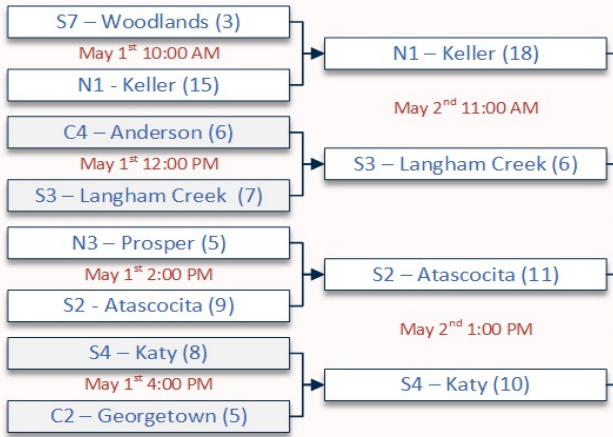 S7 – Woodlands (3)
May 1st 10:00 AM
N1 - Keller (15)
N1 – Keller (18)
May 2nd 11:00 AM
C4 – Anderson (6)
May 1st 12:00 PM
S3 – Langham Creek (7)
S3 – Langham Creek (6)
N3 – Prosper (5)
May 1st 2:00 PM
S2 - Atascocita (9)
S2 – Atascocita (11)
May 2nd 1:00 PM
S4 – Katy (8)
May 1st 4:00 PM
C2 – Georgetown (5)
S4 – Katy (10)